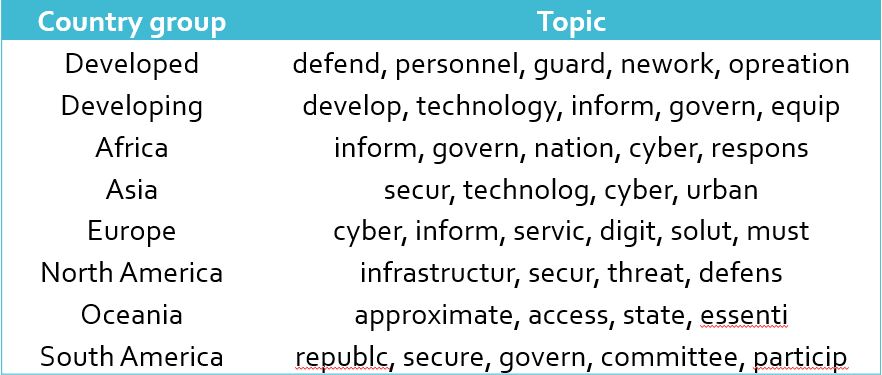 Country group Topic
Developed defend, personnel, guard, nework, opreation
Developing develop, technology, inform, govern, equip
Africa inform, govern, nation, cyber, respons
Asia secur, technolog, cyber, urban
Europe cyber, inform, servic, digit, solut, must
North America infrastructur, secur, threat, defens
Oceania approximate, access, state, essenti
South America republc, secure, govern, committee, particip